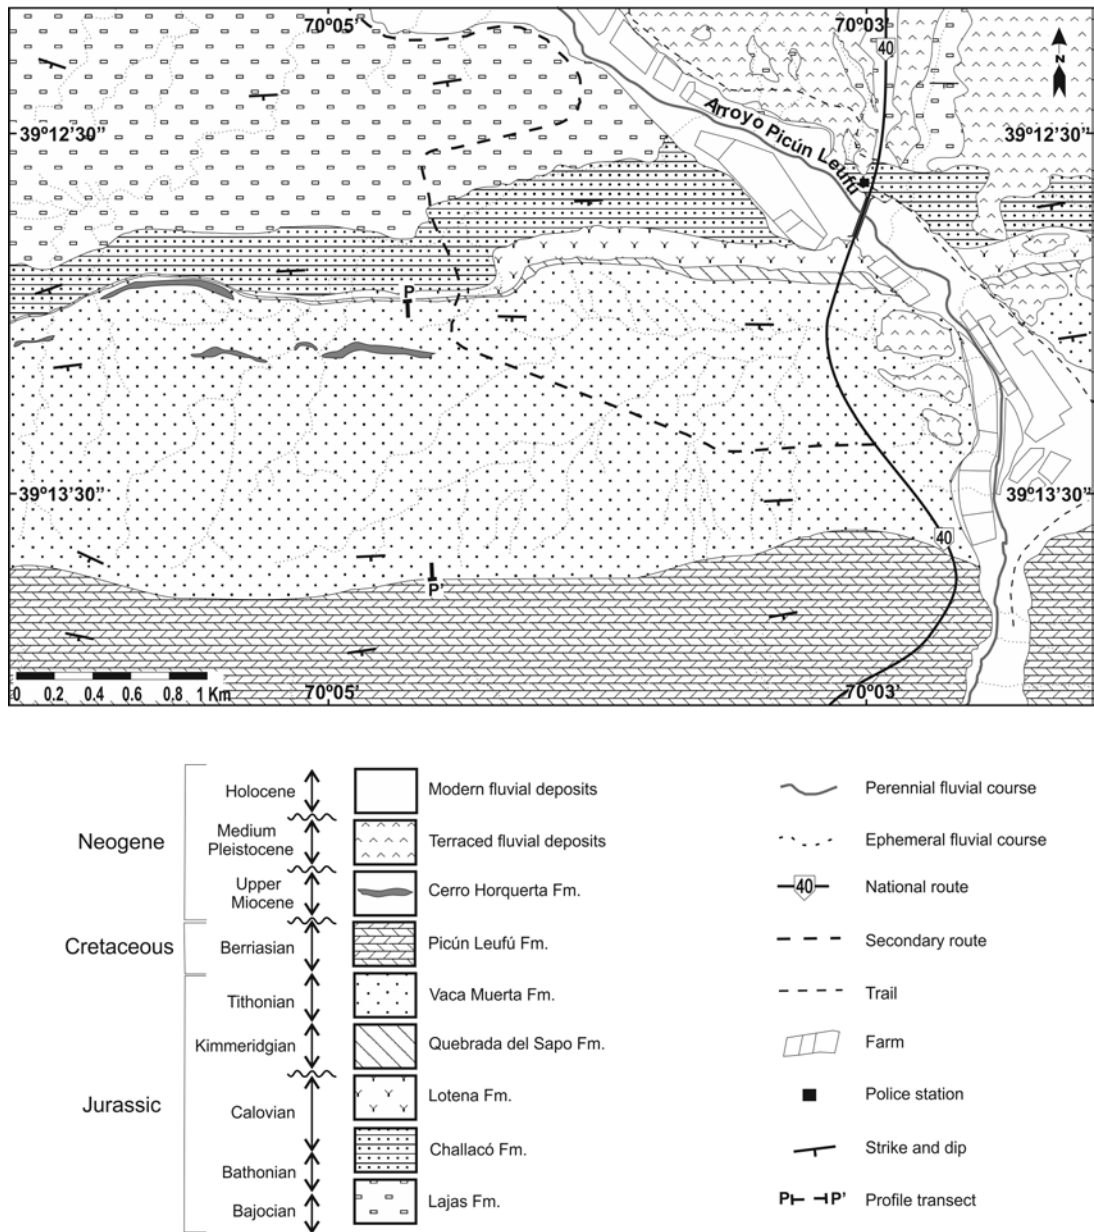 70º05'
70º03'
40
N
39º12'30"
39º12'30"
Arroyo Picún Leufú
P
39º13'30"
39º13'30"
40
P'
0 0.2 0.4 0.6 0.8 1 Km
70º05'
70º03'
Neogene
Holocene
Modern fluvial deposits
Medium
Pleistocene
Terraced fluvial deposits
Upper
Miocene
Cerro Horquerta Fm.
Cretaceous
Berriasian
Picún Leufú Fm.
Jurassic
Tithonian
Vaca Muerta Fm.
Kimmeridgian
Quebrada del Sapo Fm.
Calovian
Lotena Fm.
Challacó Fm.
Bathonian
Bajocian
Lajas Fm.
Perennial fluvial course
Ephemeral fluvial course
40
National route
Secondary route
Trail
Farm
Police station
Strike and dip
P P' Profile transect